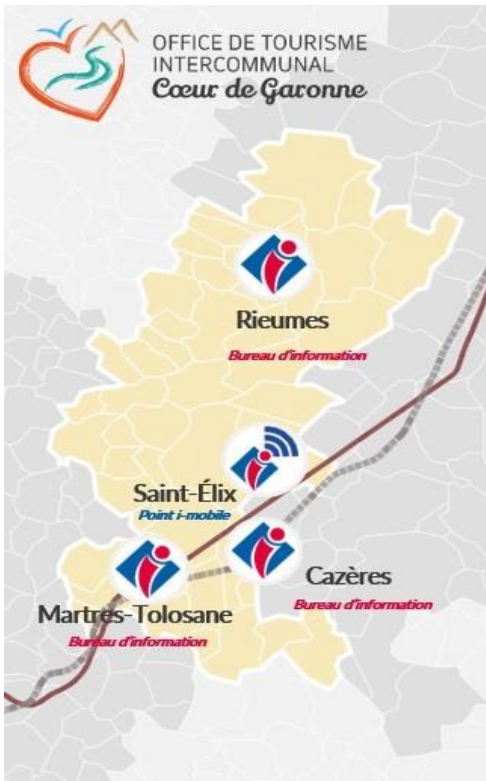 OFFICE DE TOURISME
INTERCOMMUNAL
Cœur de Garonne
Rieumes
Bureau d'information
Saint-Élix
Point i-mobile
Cazères
Bureau d'information
Martres-Tolosane
Bureau d'information